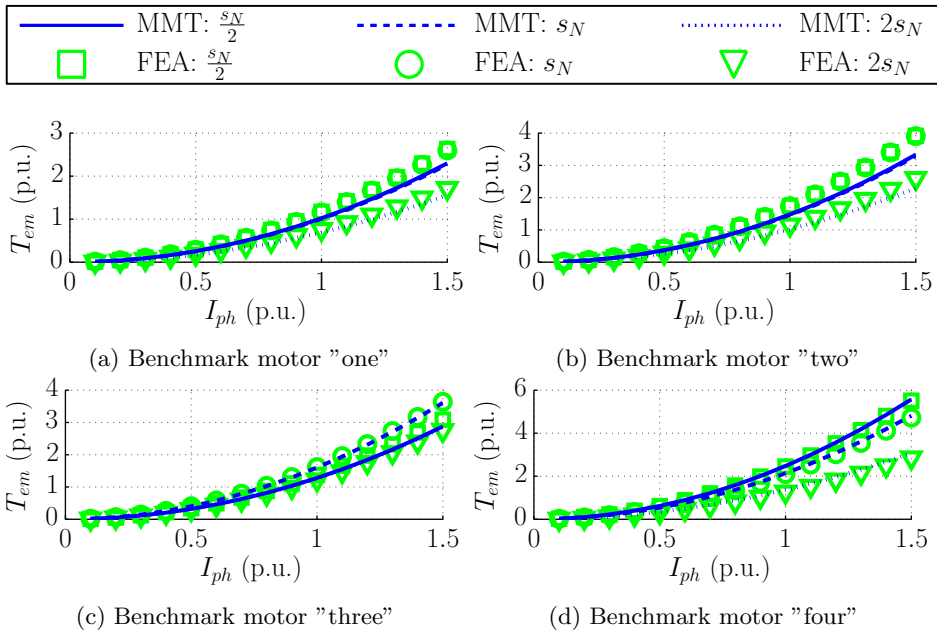 MMT: s_N/2 MMT: s_N MMT: 2s_N
FEA: s_N/2 FEA: s_N FEA: 2s_N
3
2
1
0
T_em (p.u.)
0 0.5 1 1.5
I_ph (p.u.)
(a) Benchmark motor "one"
4
3
2
1
0
T_em (p.u.)
0 0.5 1 1.5
I_ph (p.u.)
(b) Benchmark motor "two"
4
3
2
1
0
T_em (p.u.)
0 0.5 1 1.5
I_ph (p.u.)
(c) Benchmark motor "three"
6
4
2
0
T_em (p.u.)
0 0.5 1 1.5
I_ph (p.u.)
(d) Benchmark motor "four"